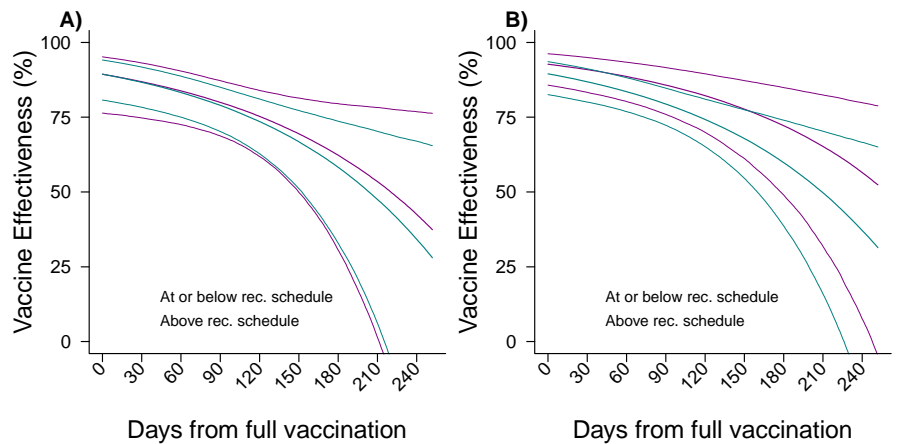 A)
100
75
50
25
0
Vaccine Effectiveness (%)
At or below rec. schedule
Above rec. schedule
0 30 60 90 120 150 180 210 240
Days from full vaccination
B)
100
75
50
25
0
Vaccine Effectiveness (%)
At or below rec. schedule
Above rec. schedule
0 30 60 90 120 150 180 210 240
Days from full vaccination